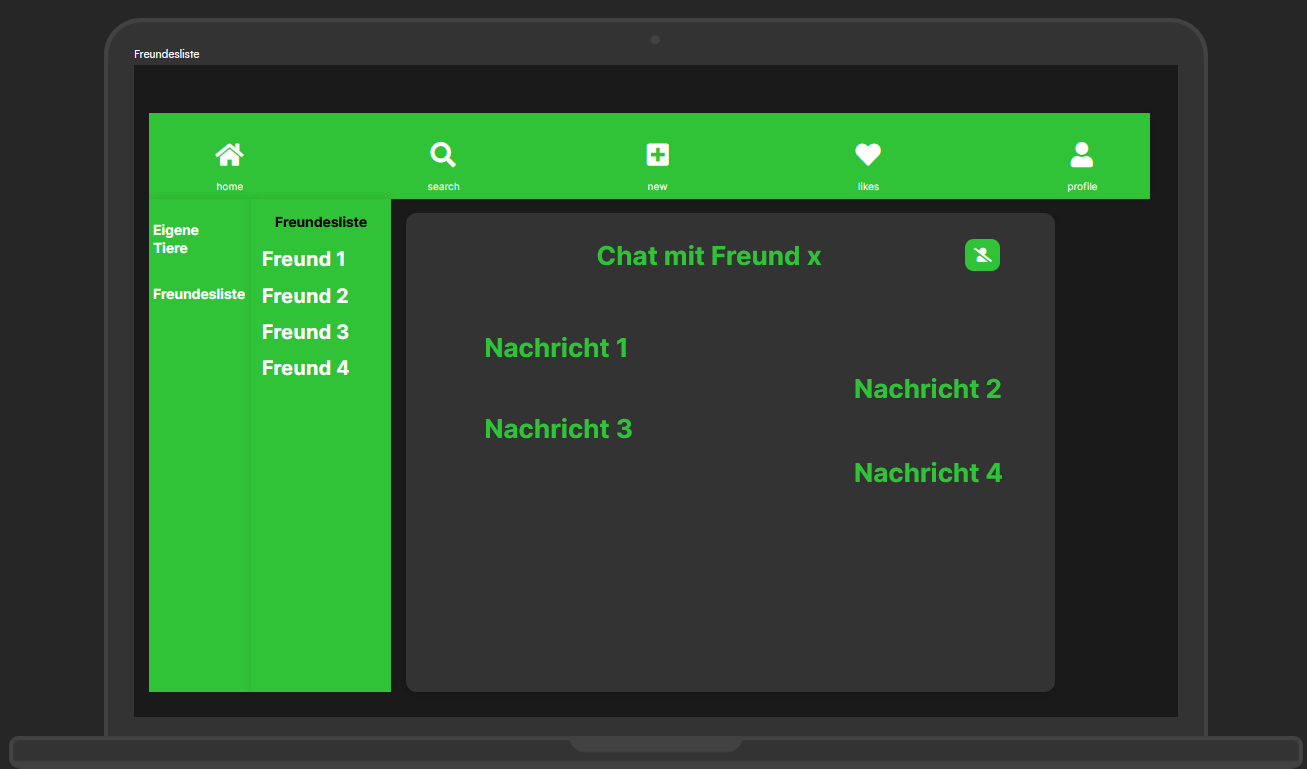 Freundesliste
home
search
new
likes
profile
Eigene
Tiere
Freundesliste
Freundesliste
Freund 1
Freund 2
Freund 3
Freund 4
Chat mit Freund x
Nachricht 1
Nachricht 2
Nachricht 3
Nachricht 4